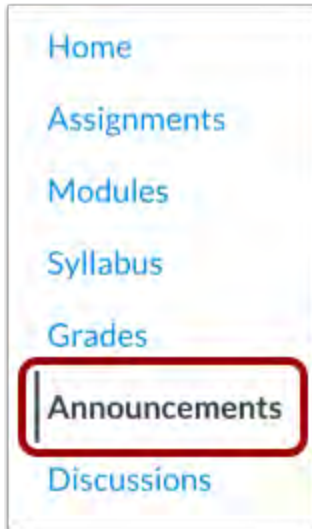 Home
Assignments
Modules
Syllabus
Grades
Announcements
Discussions